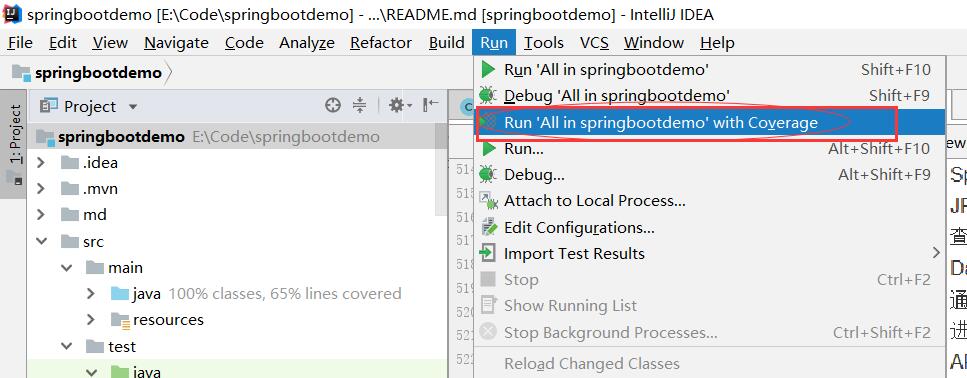 springbootdemo [E:\Code\springbootdemo] - ...\README.md [springbootdemo] - IntelliJ IDEA
File Edit View Navigate Code Analyze Refactor Build Run Tools VCS Window Help
springbootdemo
1: Project
Project
springbootdemo E:\Code\springbootdemo
.idea
.mvn
md
src
main
java 100% classes, 65% lines covered
resources
test
java
Run 'All in springbootdemo' Shift+F10
Debug 'All in springbootdemo' Shift+F9
Run 'All in springbootdemo' with Coverage
Run... Alt+Shift+F10
Debug... Alt+Shift+F9
Attach to Local Process...
Edit Configurations...
Import Test Results
Stop Ctrl+F2
Show Running List
Stop Background Processes... Ctrl+Shift+F2
Reload Changed Classes
514
515
516
517
518
519
520
521
522
ew
Sp
JF
查
Da
通
进